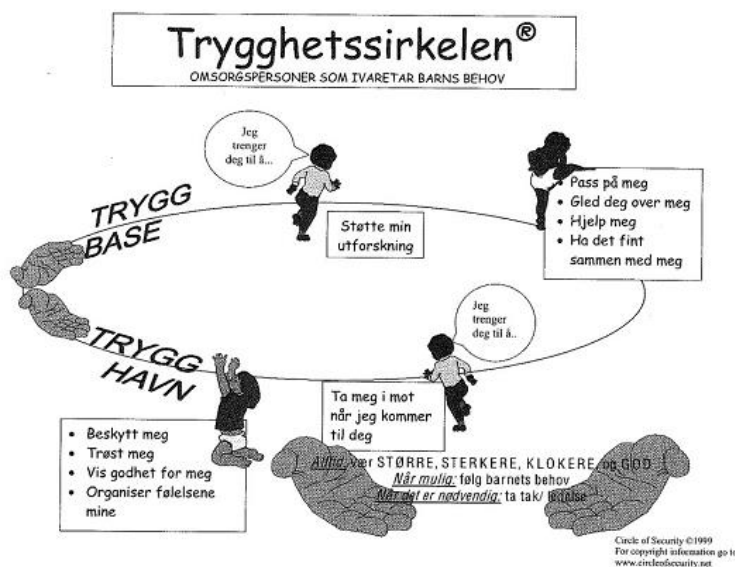 Trygghetssirkelen®
OMSORGSPERSONER SOM IVARETAR BARNS BEHOV
Jeg
trenger
deg til å...
TRYGG
BASE
Støtte min
utforskning
• Pass på meg
• Gled deg over meg
• Hjelp meg
• Ha det fint
sammen med meg
Jeg
trenger
deg til å..
TRYGG
HAVN
Ta meg i mot
når jeg kommer
til deg
• Beskytt meg
• Trøst meg
• Vis godhet for meg
• Organiser følelsene
mine
Alltid: Vær STØRRE, STERKERE, KLOKERE, og GOD
Når mulig: følg barnets behov
Når det er nødvendig: ta tak/ ledelse
Circle of Security ©1999
For copyright information go to
www.circleofsecurity.net